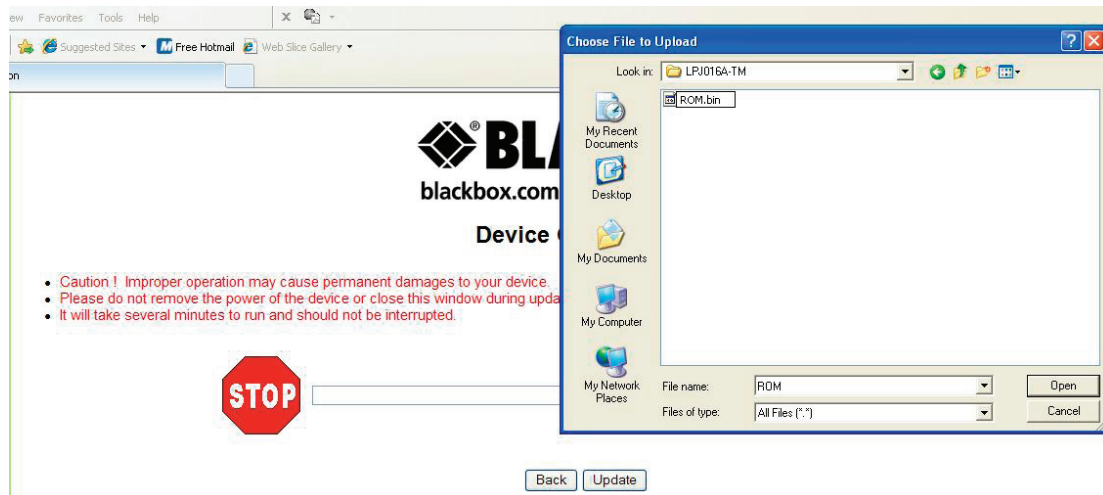 ew Favorites Tools Help
x
Suggested Sites Free Hotmail Web Slice Gallery
on
BLA
blackbox.com
Device
Caution ! Improper operation may cause permanent damages to your device.
Please do not remove the power of the device or close this window during upda
It will take several minutes to run and should not be interrupted.
STOP
Back Update
Choose File to Upload
Look in: LPJ016A-TM
ROM.bin
My Recent
Documents
Desktop
My Documents
My Computer
My Network
Places
File name: ROM Open
Files of type: All Files (*.*) Cancel